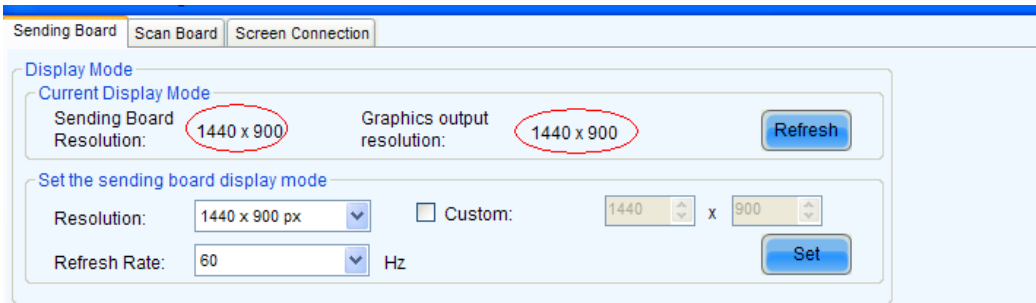 Sending Board Scan Board Screen Connection
Display Mode
Current Display Mode
Sending Board Resolution: 1440 x 900 Graphics output resolution: 1440 x 900 Refresh
Set the sending board display mode
Resolution: 1440 x 900 px Custom: 1440 x 900
Refresh Rate: 60 Hz Set